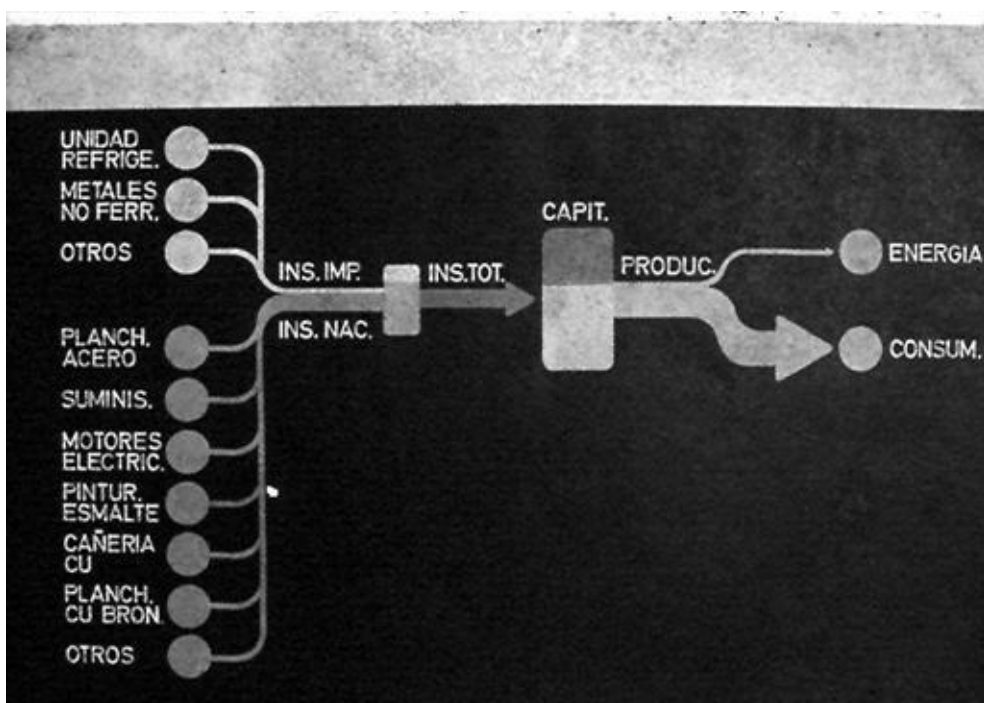 UNIDAD
REFRIGE.
METALES
NO FERR.
OTROS
INS. IMP.
INS.TOT.
CAPIT.
PRODUC.
ENERGIA
INS. NAC.
CONSUM.
PLANCH.
ACERO
SUMINIS.
MOTORES
ELECTRIC.
PINTUR.
ESMALTE
CAÑERIA
CU
PLANCH.
CU BRON.
OTROS